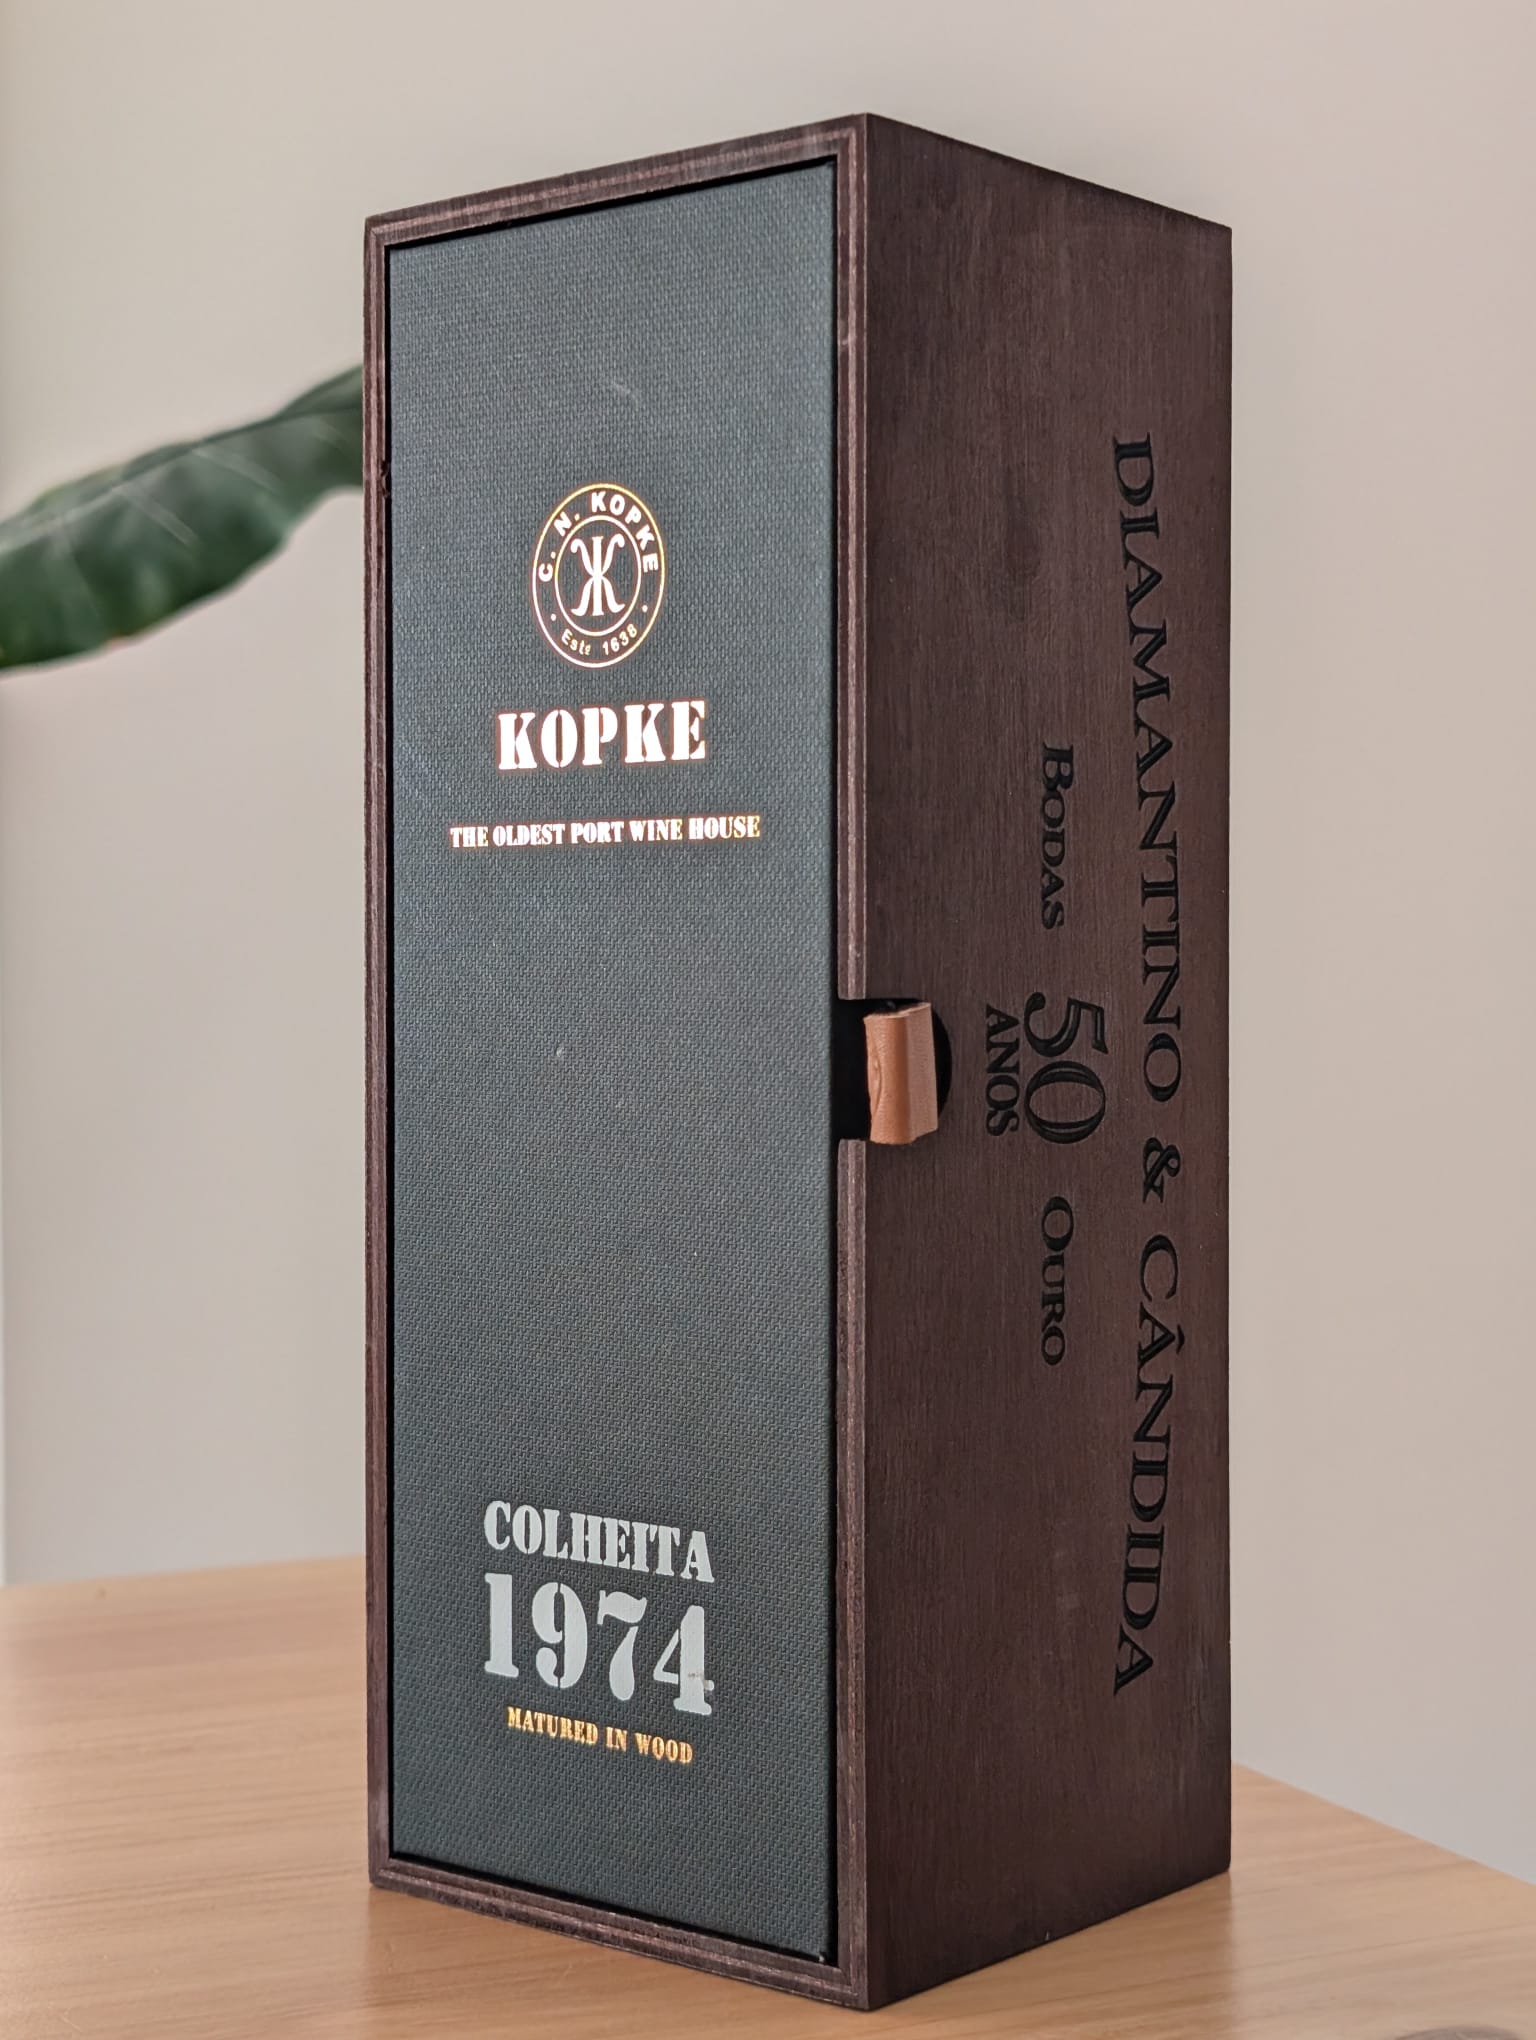 C. N. KOPKE
Este 1638
KOPKE
THE OLDEST PORT WINE HOUSE
COLHEITA
1974
MATURED IN WOOD
DIAMANTINO & CÂNDIDA
BODAS 50 OURO
ANOS